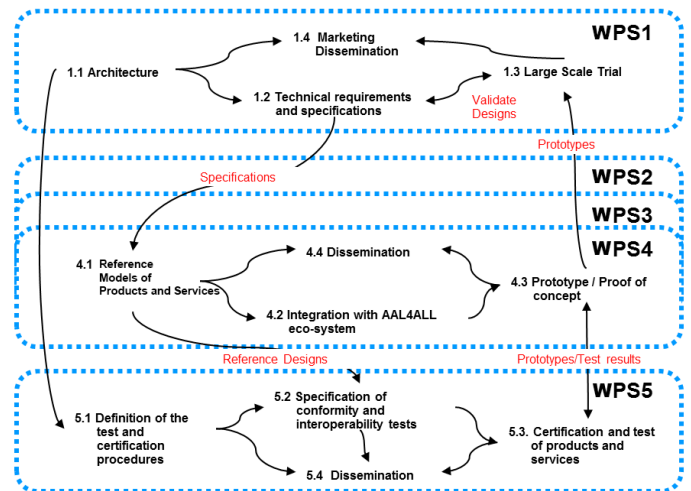 WPS1
1.4 Marketing
Dissemination
1.1 Architecture
1.3 Large Scale Trial
1.2 Technical requirements
and specifications
Validate
Designs
Prototypes
WPS2
Specifications
WPS3
WPS4
4.1 Reference
Models of
Products and Services
4.4 Dissemination
4.3 Prototype / Proof of
concept
4.2 Integration with AAL4ALL
eco-system
Reference Designs
Prototypes/Test results
WPS5
5.1 Definition of the
test and
certification
procedures
5.2 Specification of
conformity and
interoperability tests
5.3. Certification and test
of products and
services
5.4 Dissemination